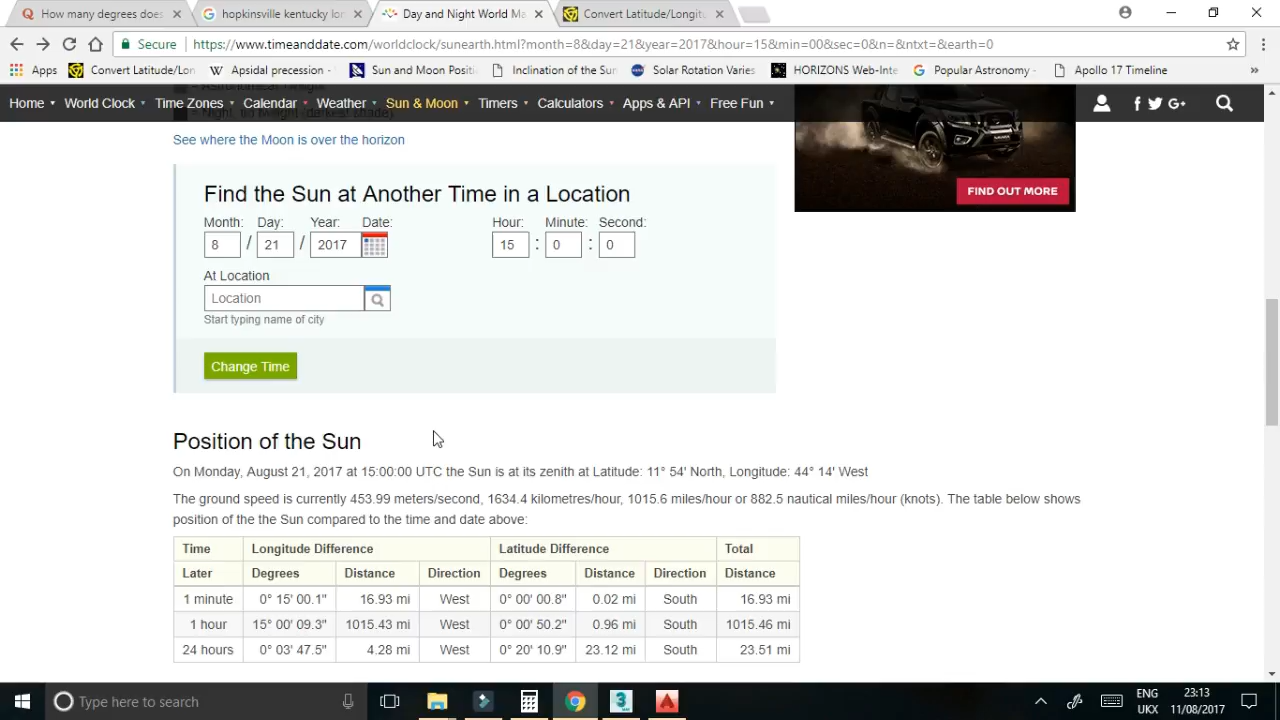 How many degrees does
hopkinsville kentucky lon
Day and Night World Ma
Convert Latitude/Longitu
Secure
https://www.timeanddate.com/worldclock/sunearth.html?month=8&day=21&year=2017&hour=15&min=00&sec=0&n=&ntxt=&earth=0
Apps Convert Latitude/Lon Apsidal precession - Sun and Moon Positi Inclination of the Sun Solar Rotation Varies HORIZONS Web-Inte Popular Astronomy - Apollo 17 Timeline »
Home World Clock Time Zones Calendar Weather Sun & Moon Timers Calculators Apps & API Free Fun
See where the Moon is over the horizon
FIND OUT MORE
Find the Sun at Another Time in a Location
Month: Day: Year: Date: Hour: Minute: Second:
8 / 21 / 2017 15 : 0 : 0
At Location
Location
Start typing name of city
Change Time
Position of the Sun
On Monday, August 21, 2017 at 15:00:00 UTC the Sun is at its zenith at Latitude: 11° 54' North, Longitude: 44° 14' West
The ground speed is currently 453.99 meters/second, 1634.4 kilometres/hour, 1015.6 miles/hour or 882.5 nautical miles/hour (knots). The table below shows
position of the the Sun compared to the time and date above:
Time Longitude Difference Latitude Difference Total
Later Degrees Distance Direction Degrees Distance Direction Distance
1 minute 0° 15' 00.1" 16.93 mi West 0° 00' 00.8" 0.02 mi South 16.93 mi
1 hour 15° 00' 09.3" 1015.43 mi West 0° 00' 50.2" 0.96 mi South 1015.46 mi
24 hours 0° 03' 47.5" 4.28 mi West 0° 20' 10.9" 23.12 mi South 23.51 mi
Type here to search
ENG 23:13
UKX 11/08/2017